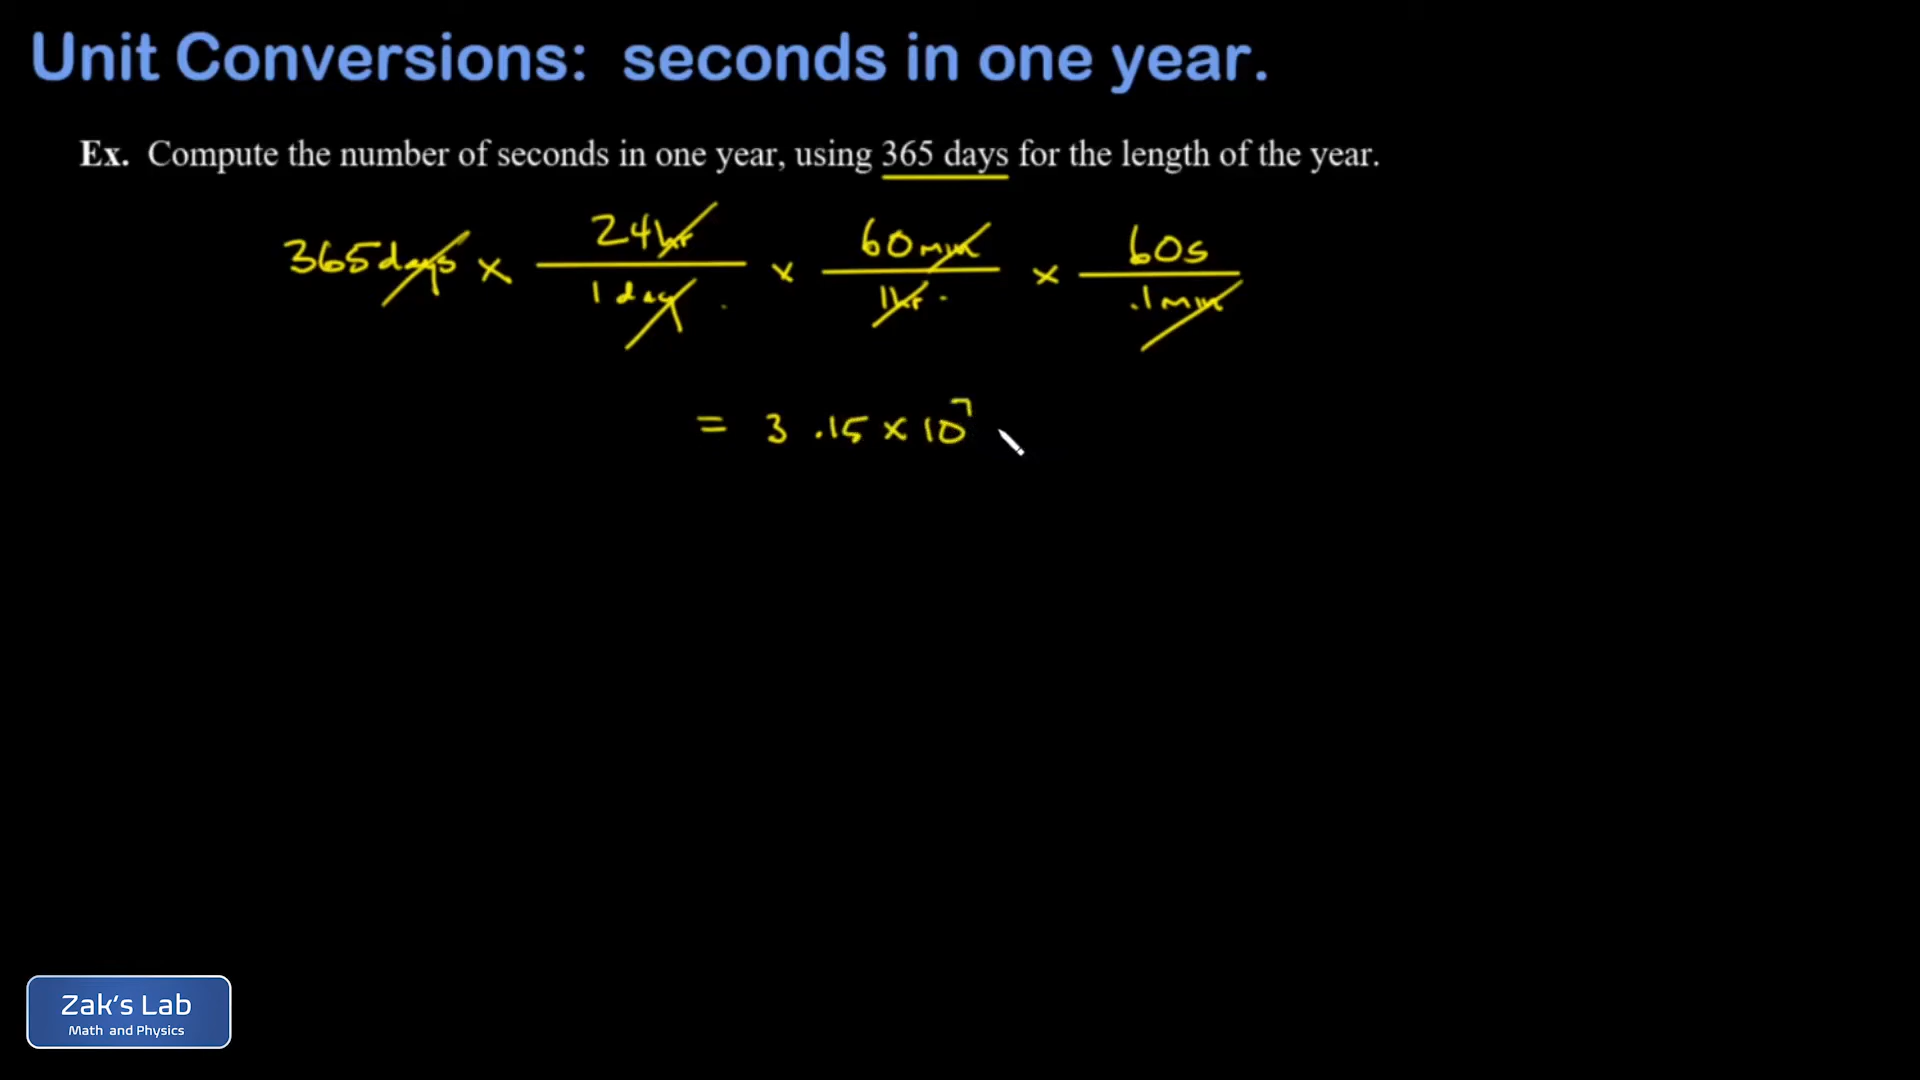 Unit Conversions: seconds in one year.
Ex. Compute the number of seconds in one year, using 365 days for the length of the year.
365 days × 24 hr / 1 day × 60 min / 1 hr × 60 s / 1 min
= 3.15 × 10⁷
Zak's Lab
Math and Physics